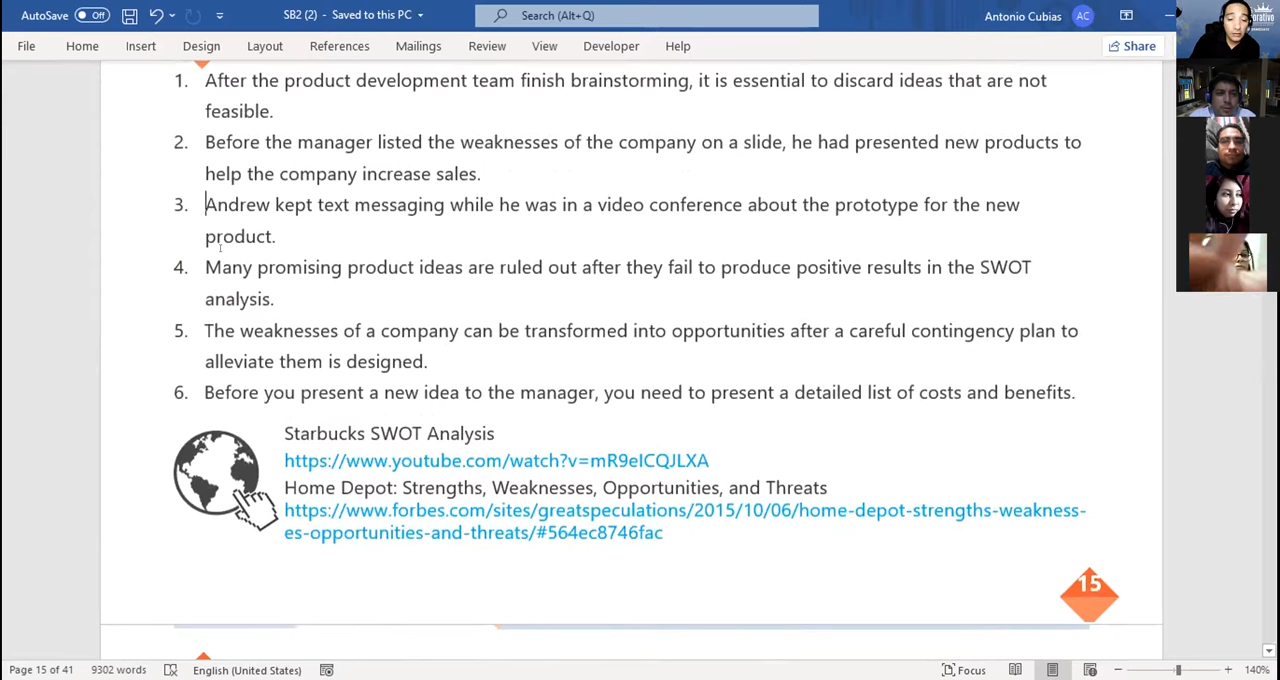 AutoSave Off SB2 (2) - Saved to this PC Search (Alt+Q) Antonio Cubias AC
File Home Insert Design Layout References Mailings Review View Developer Help Share
1. After the product development team finish brainstorming, it is essential to discard ideas that are not
feasible.
2. Before the manager listed the weaknesses of the company on a slide, he had presented new products to
help the company increase sales.
3. Andrew kept text messaging while he was in a video conference about the prototype for the new
product.
4. Many promising product ideas are ruled out after they fail to produce positive results in the SWOT
analysis.
5. The weaknesses of a company can be transformed into opportunities after a careful contingency plan to
alleviate them is designed.
6. Before you present a new idea to the manager, you need to present a detailed list of costs and benefits.
Starbucks SWOT Analysis
https://www.youtube.com/watch?v=mR9eICQJLXA
Home Depot: Strengths, Weaknesses, Opportunities, and Threats
https://www.forbes.com/sites/greatspeculations/2015/10/06/home-depot-strengths-weakness-
es-opportunities-and-threats/#564ec8746fac
15
Page 15 of 41 9302 words English (United States) Focus 140%